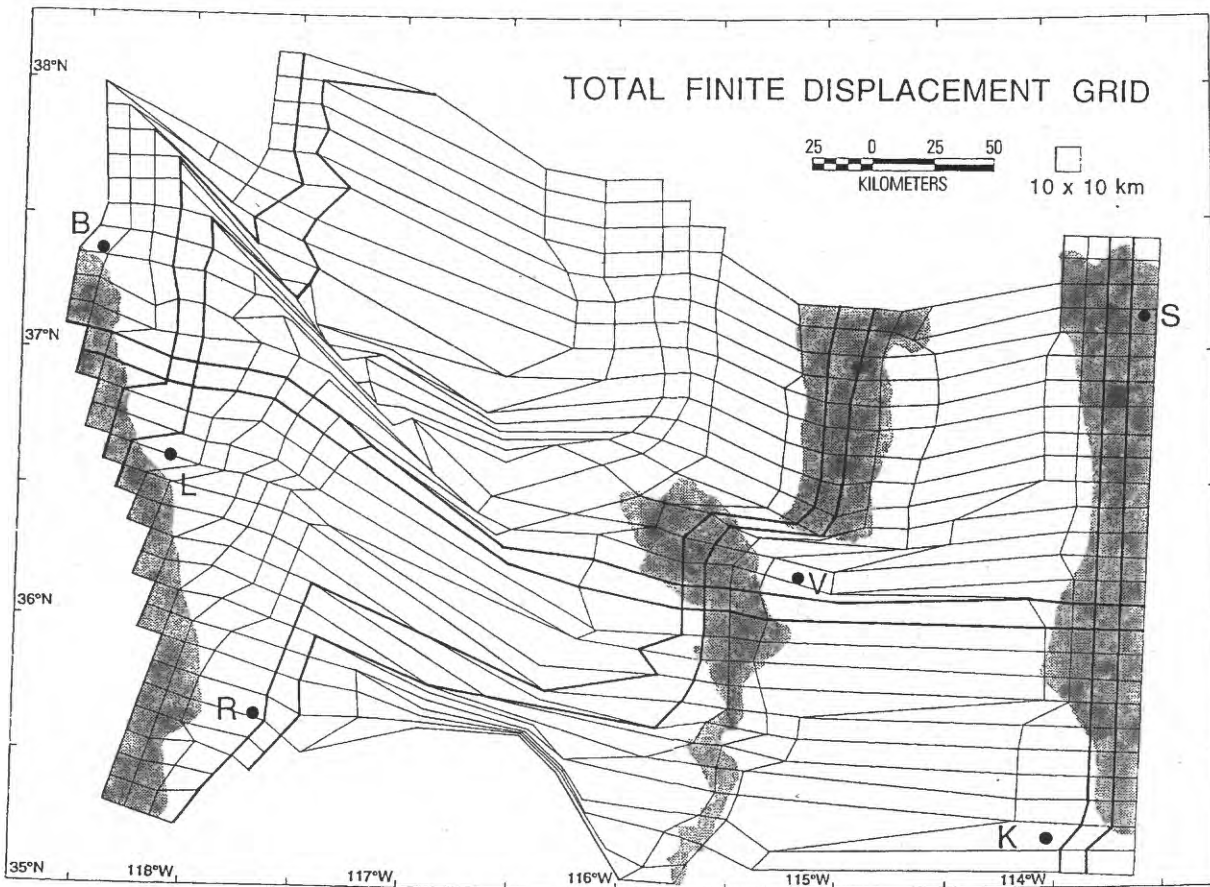 38°N
TOTAL FINITE DISPLACEMENT GRID
25 0 25 50
KILOMETERS
10 x 10 km
B
S
37°N
L
V
36°N
R
K
35°N
118°W
117°W
116°W
115°W
114°W